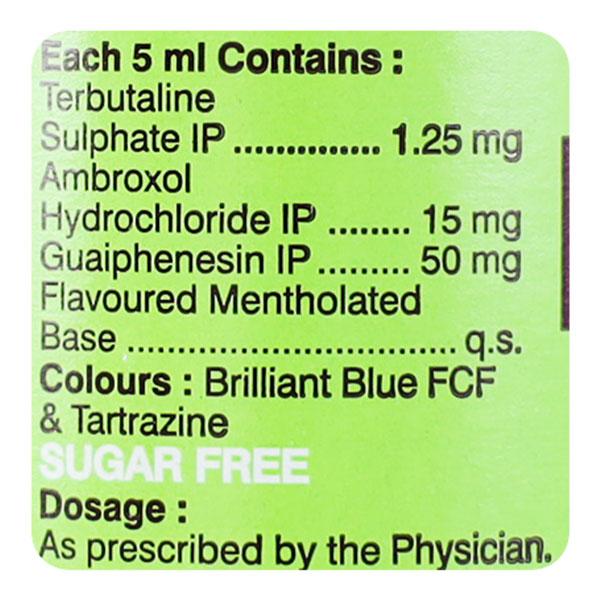 Each 5 ml Contains :
Terbutaline
Sulphate IP ............... 1.25 mg
Ambroxol
Hydrochloride IP ........ 15 mg
Guaiphenesin IP ......... 50 mg
Flavoured Mentholated
Base ................................ q.s.
Colours : Brilliant Blue FCF
& Tartrazine
SUGAR FREE
Dosage :
As prescribed by the Physician.